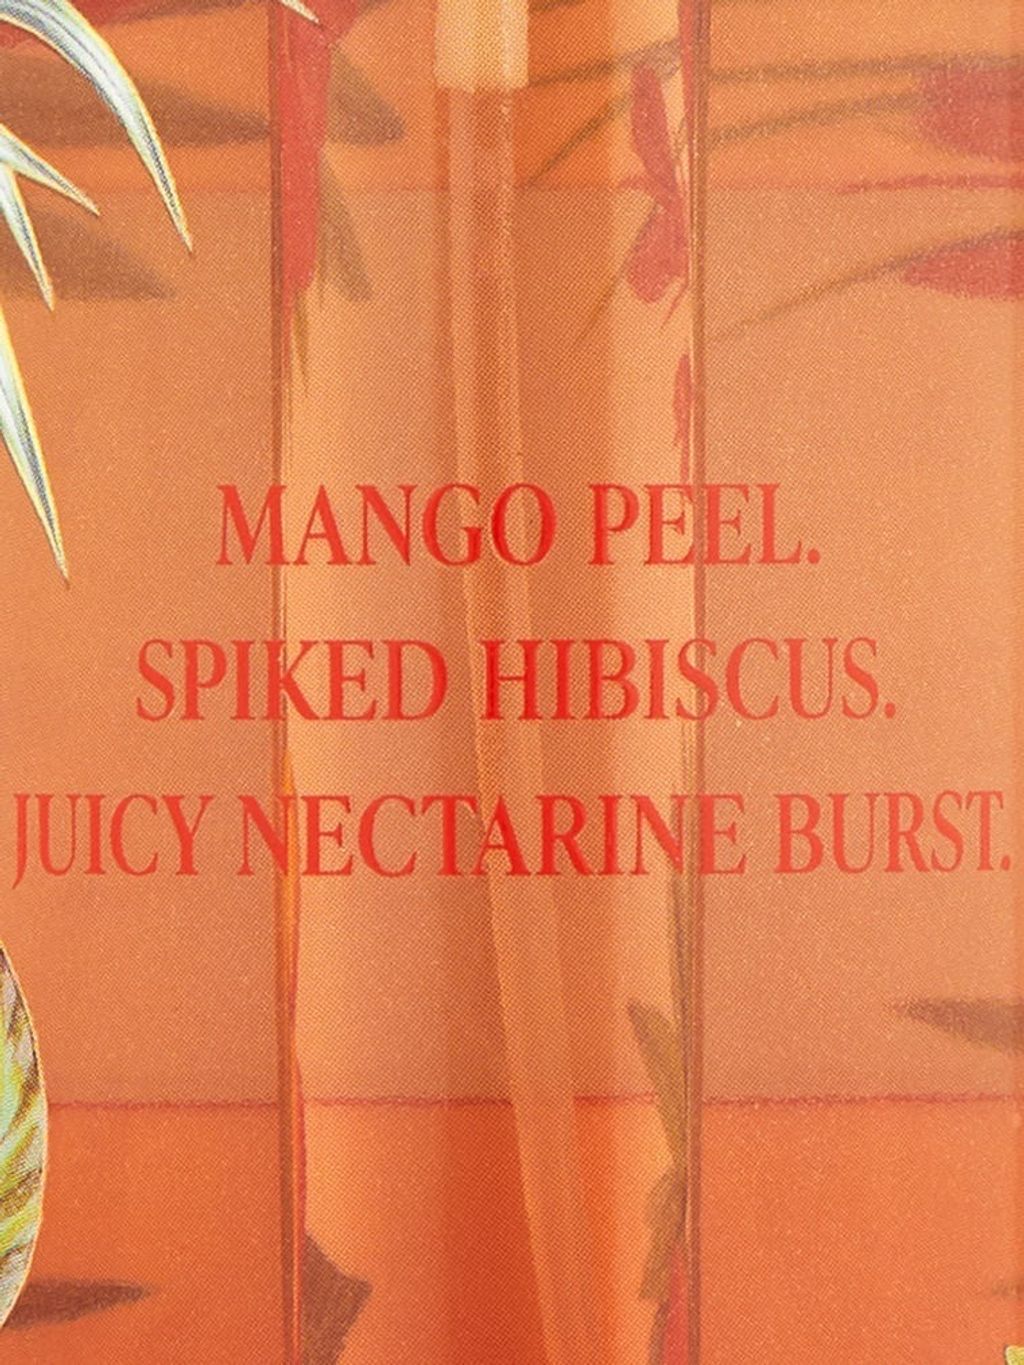 MANGO PEEL.
SPIKED HIBISCUS.
JUICY NECTARINE BURST.